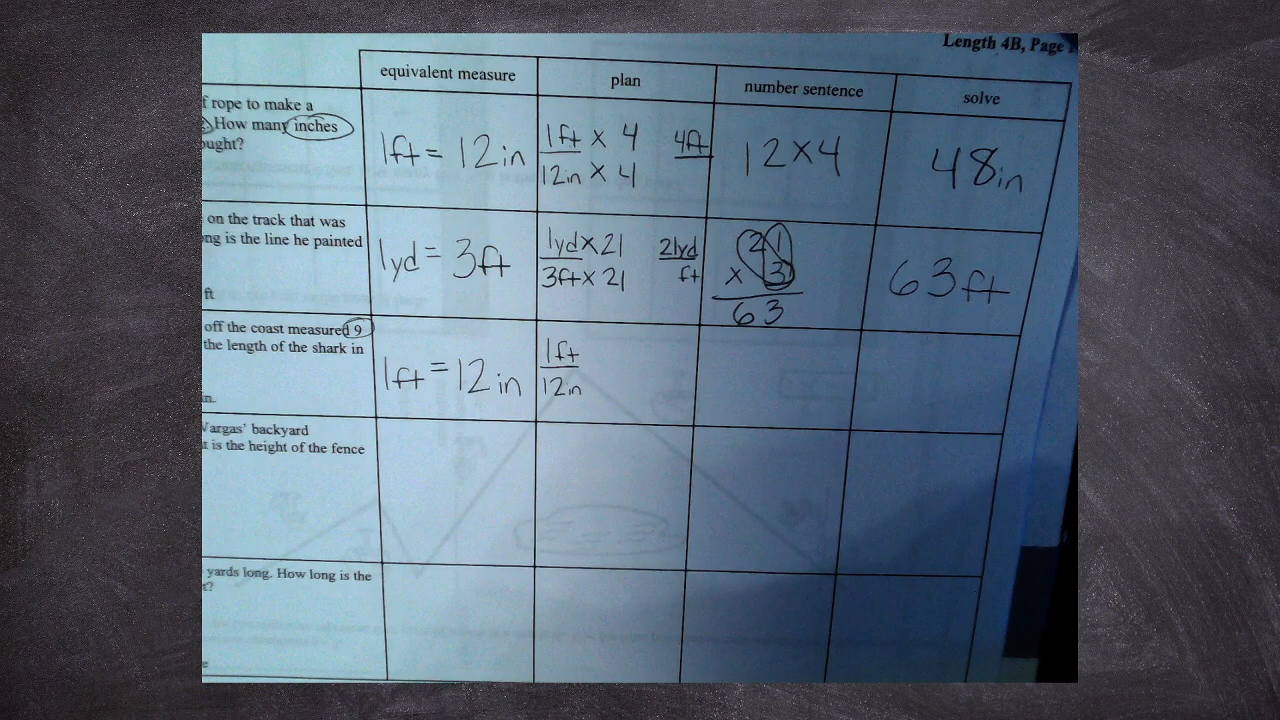 Length 4B, Page
equivalent measure
plan
number sentence
solve
f rope to make a
How many inches
ought?
1ft = 12in
1ft x 4 4ft
12in x 4
12x4
48in
on the track that was
ng is the line he painted
ft
1yd = 3ft
1yd x 21 21yd
3ft x 21 ft
21
x 3
63
63ft
off the coast measured 9
the length of the shark in
in.
1ft = 12in
1ft
12in
Vargas' backyard
t is the height of the fence
yards long. How long is the
t?